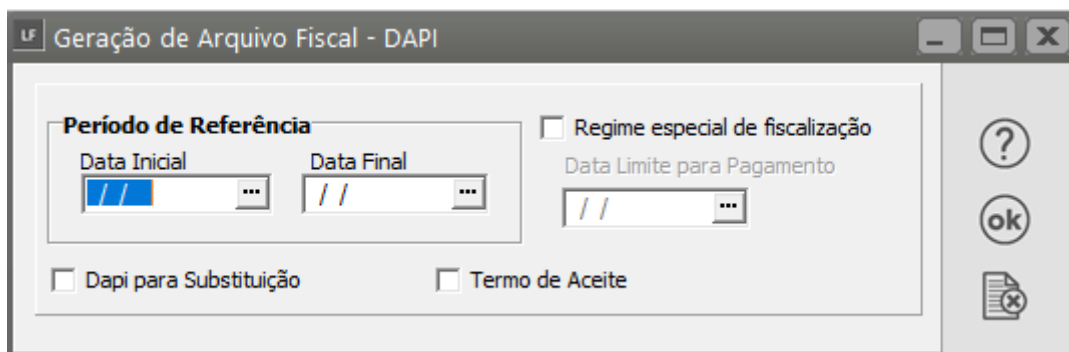 LF Geração de Arquivo Fiscal - DAPI
Período de Referência
Regime especial de fiscalização
Data Inicial Data Final
Data Limite para Pagamento
/ / ... / / ...
/ / ...
Dapi para Substituição Termo de Aceite
?
ok